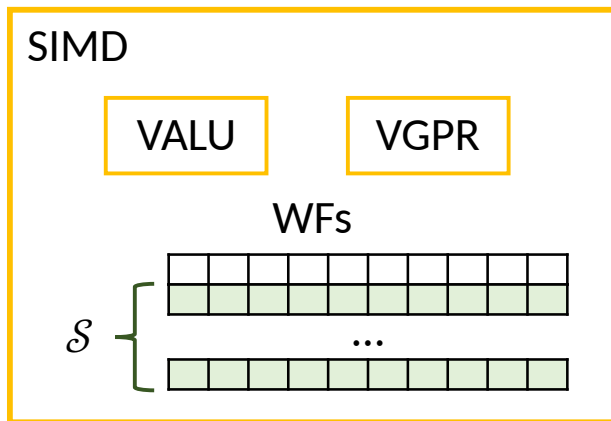 SIMD
VALU VGPR
WFs
𝒮 ...